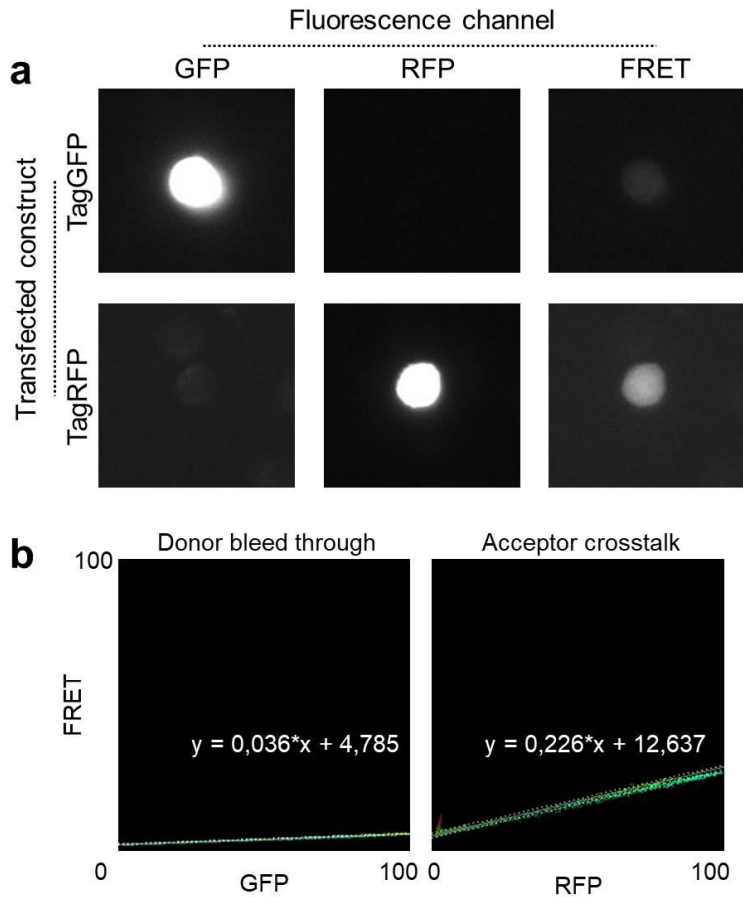 Fluorescence channel
a
GFP RFP FRET
Transfected construct
TagGFP
TagRFP
b
Donor bleed through Acceptor crosstalk
100
FRET
y = 0,036*x + 4,785 y = 0,226*x + 12,637
0 100 0 100
GFP RFP